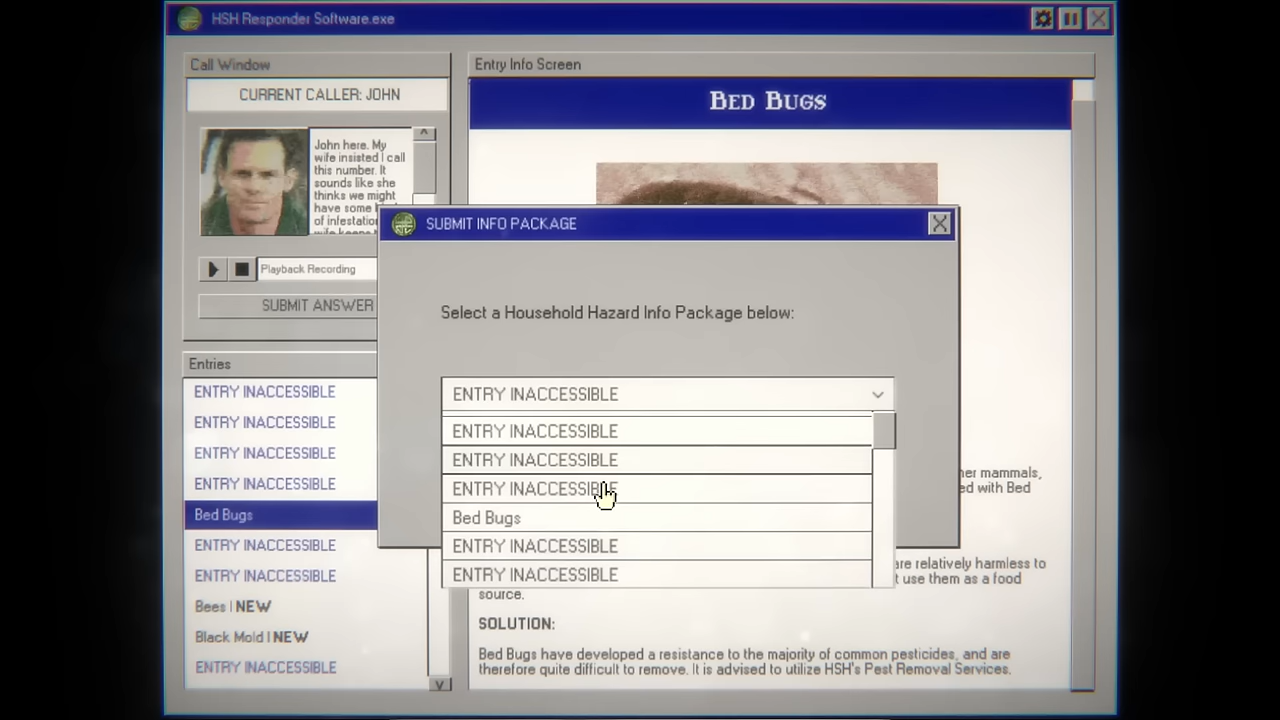 HSH Responder Software.exe
Call Window
CURRENT CALLER: JOHN
John here. My
wife insisted I call
this number. It
sounds like she
thinks we might
have some
of infestation
Playback Recording
SUBMIT ANSWER
Entries
ENTRY INACCESSIBLE
ENTRY INACCESSIBLE
ENTRY INACCESSIBLE
ENTRY INACCESSIBLE
Bed Bugs
ENTRY INACCESSIBLE
ENTRY INACCESSIBLE
Bees | NEW
Black Mold | NEW
ENTRY INACCESSIBLE
Entry Info Screen
BED BUGS
SUBMIT INFO PACKAGE
Select a Household Hazard Info Package below:
ENTRY INACCESSIBLE
ENTRY INACCESSIBLE
ENTRY INACCESSIBLE
ENTRY INACCESSIBLE
Bed Bugs
ENTRY INACCESSIBLE
ENTRY INACCESSIBLE
mammals,
with Bed
are relatively harmless to
use them as a food
source.
SOLUTION:
Bed Bugs have developed a resistance to the majority of common pesticides, and are
therefore quite difficult to remove. It is advised to utilize HSH's Pest Removal Services.